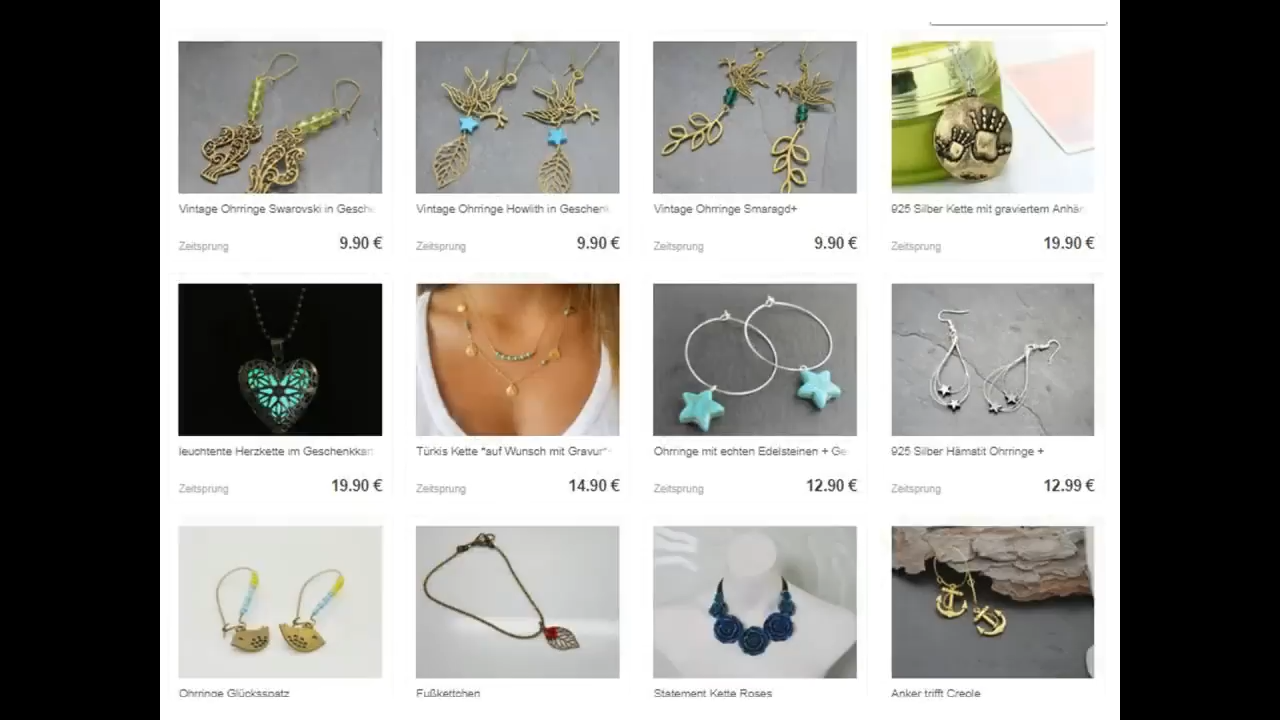 Vintage Ohrringe Swarovski in Gesche
Vintage Ohrringe Howlith in Geschenk
Vintage Ohrringe Smaragd+
925 Silber Kette mit graviertem Anhän
Zeitsprung 9.90 €
Zeitsprung 9.90 €
Zeitsprung 9.90 €
Zeitsprung 19.90 €
leuchtente Herzkette im Geschenkkar
Türkis Kette *auf Wunsch mit Gravur*
Ohrringe mit echten Edelsteinen + Ge
925 Silber Hämatit Ohrringe +
Zeitsprung 19.90 €
Zeitsprung 14.90 €
Zeitsprung 12.90 €
Zeitsprung 12.99 €
Ohrringe Glücksspatz
Fußkettchen
Statement Kette Roses
Anker trifft Creole